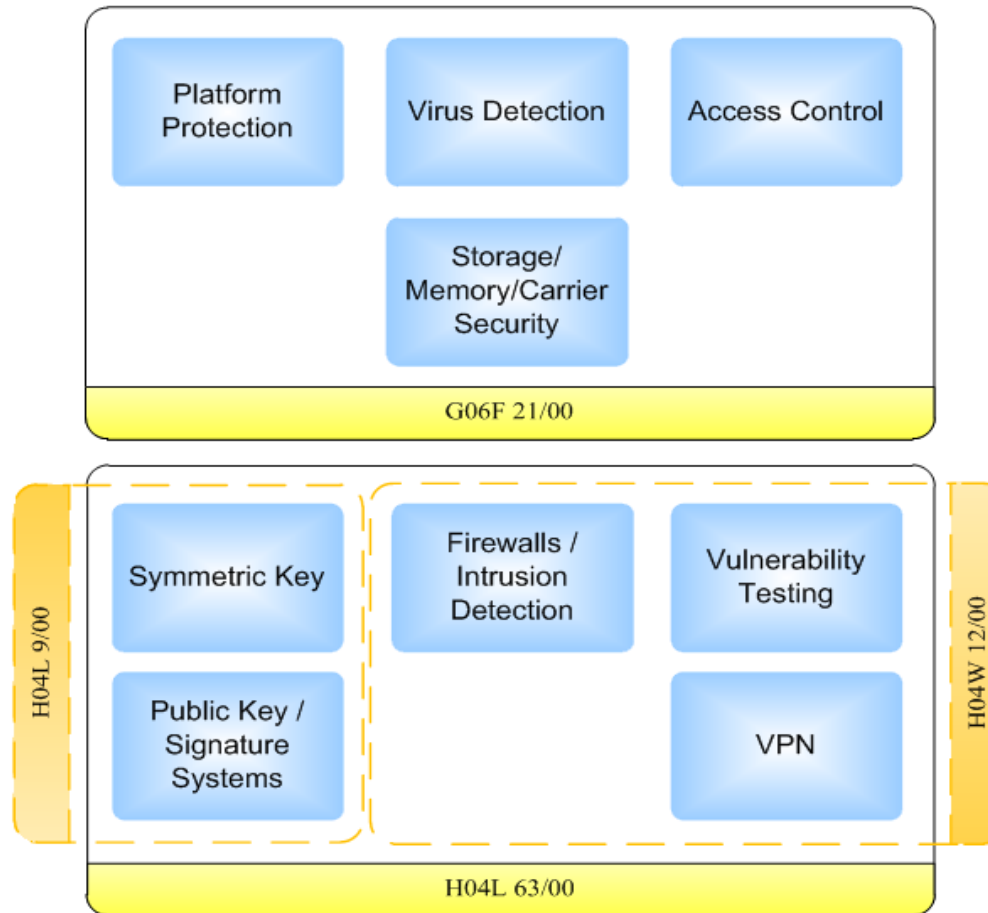 Platform
Protection
Virus Detection
Access Control
Storage/
Memory/Carrier
Security
G06F 21/00
H04L 9/00
Symmetric Key
Firewalls /
Intrusion
Detection
Vulnerability
Testing
H04W 12/00
Public Key /
Signature
Systems
VPN
H04L 63/00